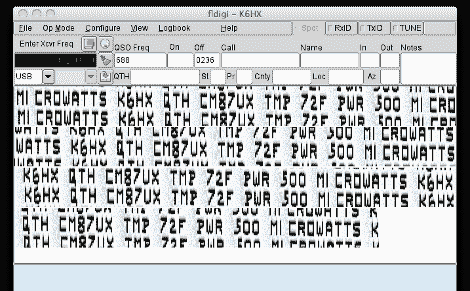 fldigi - K6HX
File Op Mode Configure View Logbook Help Spot RxID TxID TUNE
Enter Xcvr Freq QSO Freq On Off Call Name In Out Notes
688 0236
USB QTH St Pr Cnty Loc Az
MI CROWATTS K6HX QTH CM87UX TMP 72F PWR 500 MI CRO
MI CROWATTS K6HX QTH CM87UX TMP 72F PWR 500 MI CRO
WATTS K6HX QTH CM87UX TMP 72F PWR 500 MI CROWATTS
WATTS K6HX QTH CM87UX TMP 72F PWR 500 MI CROWATTS
K6HX QTH CM87UX TMP 72F PWR 500 MI CROWATTS K6HX
K6HX QTH CM87UX TMP 72F PWR 500 MI CROWATTS K6HX
QTH CM87UX TMP 72F PWR 500 MI CROWATTS K
QTH CM87UX TMP 72F PWR 500 MI CROWATTS K